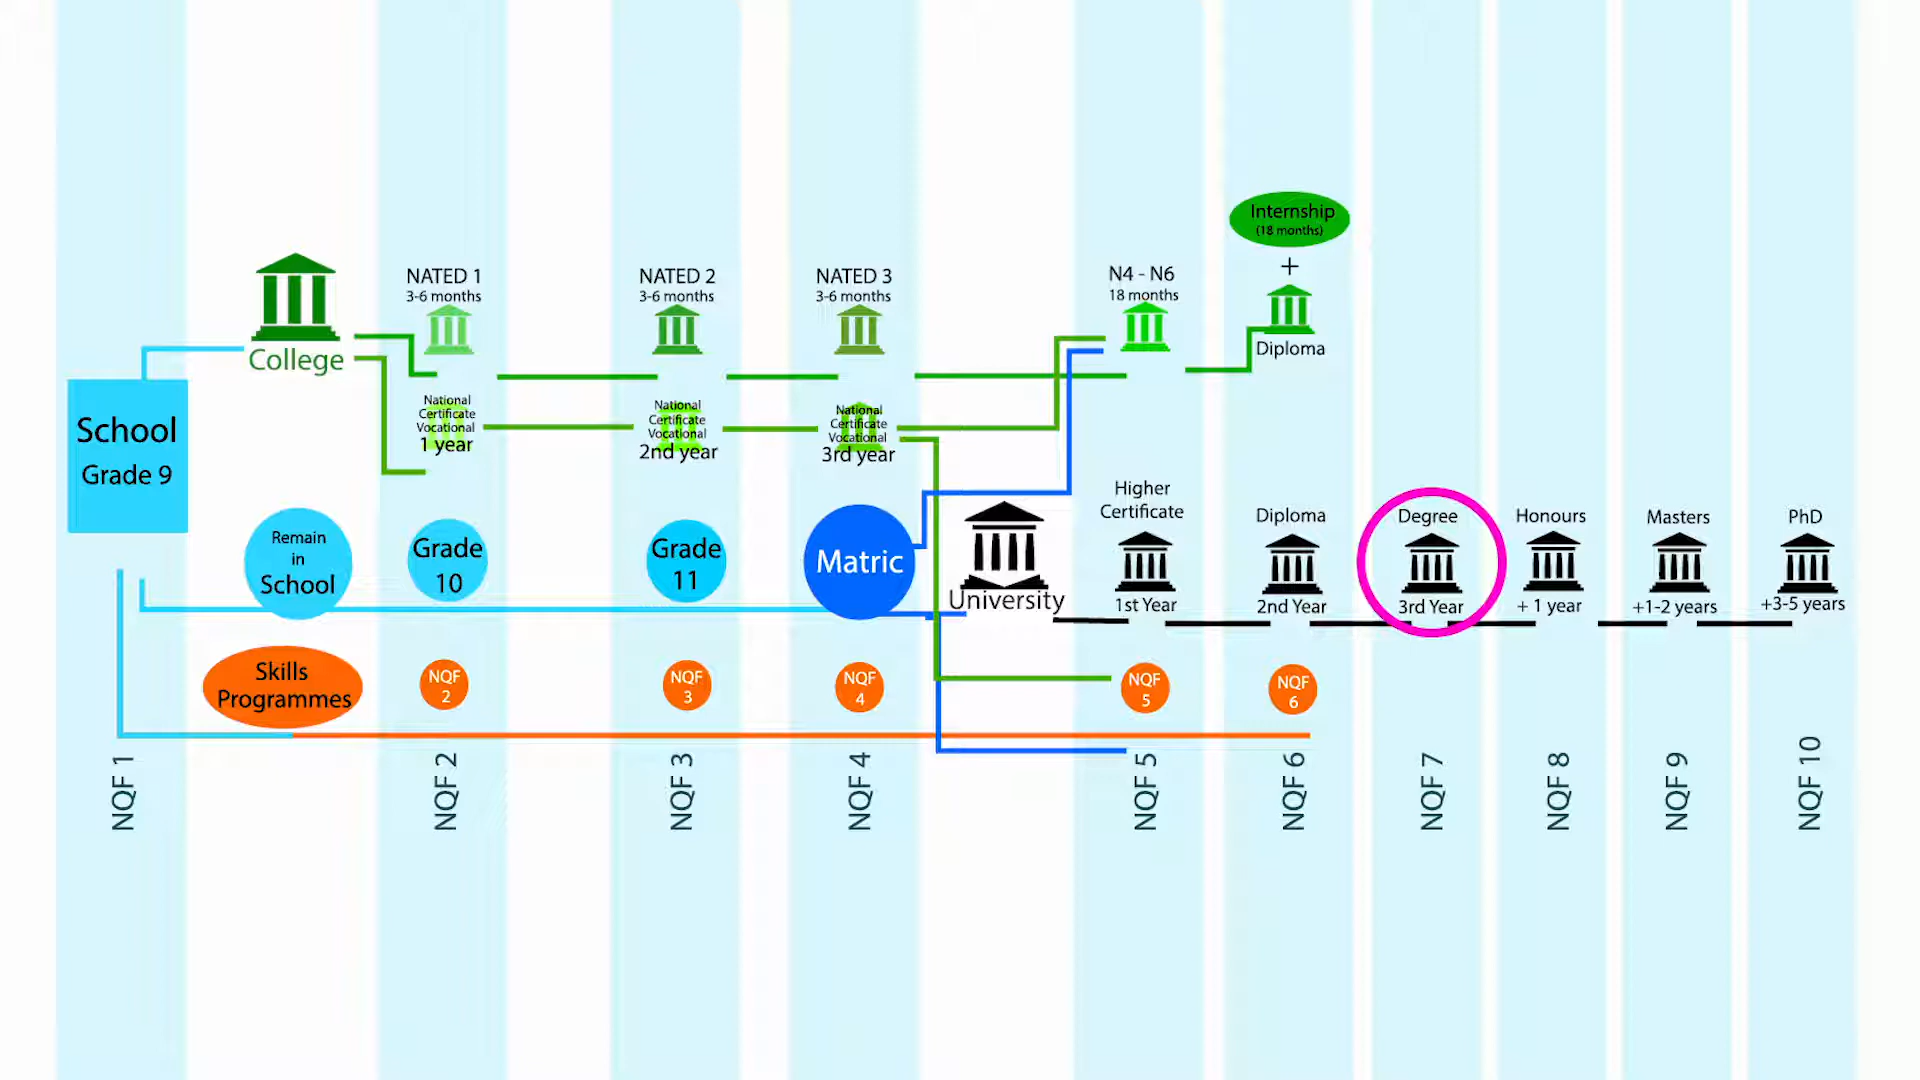 Internship
(18 months)
+
Diploma
NATED 1
3-6 months
NATED 2
3-6 months
NATED 3
3-6 months
N4 - N6
18 months
College
School
Grade 9
National
Certificate
Vocational
1 year
National
Certificate
Vocational
2nd year
National
Certificate
Vocational
3rd year
Remain
in
School
Grade
10
Grade
11
Matric
University
Higher
Certificate
1st Year
Diploma
2nd Year
Degree
3rd Year
Honours
+ 1 year
Masters
+1-2 years
PhD
+3-5 years
Skills
Programmes
NQF
2
NQF
3
NQF
4
NQF
5
NQF
6
NQF 1
NQF 2
NQF 3
NQF 4
NQF 5
NQF 6
NQF 7
NQF 8
NQF 9
NQF 10